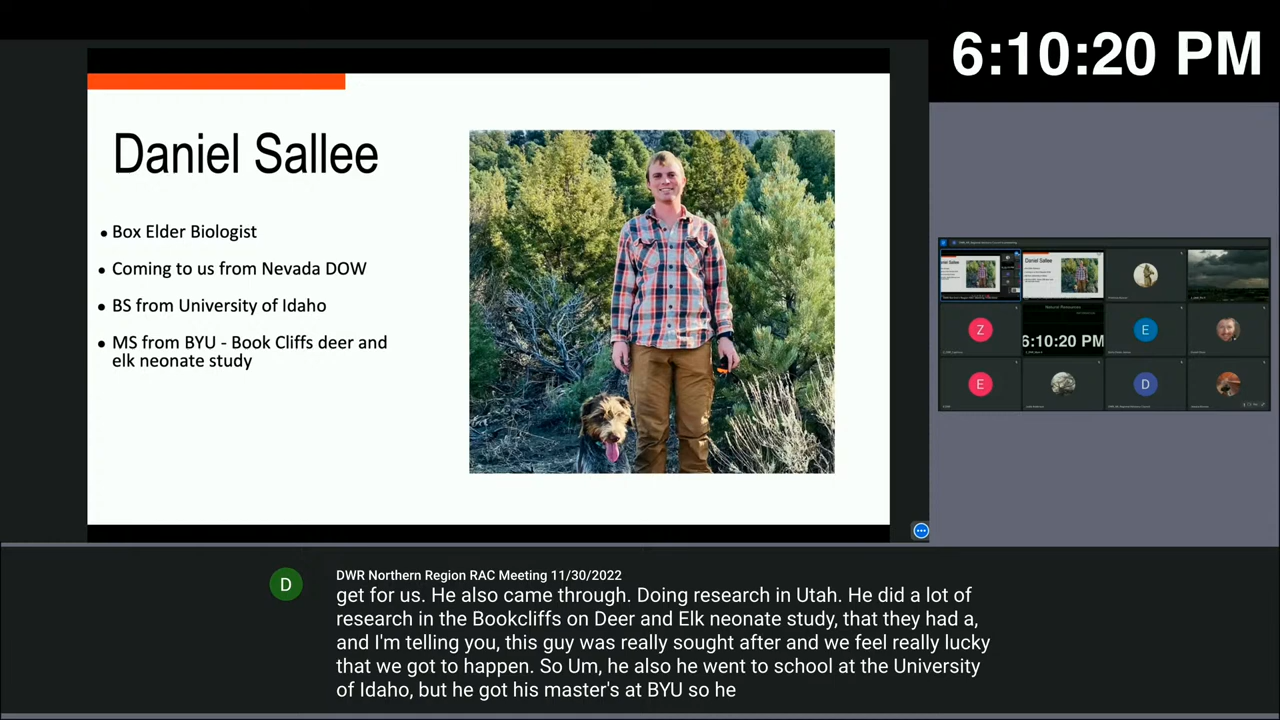 6:10:20 PM
Daniel Sallee
• Box Elder Biologist
• Coming to us from Nevada DOW
• BS from University of Idaho
• MS from BYU - Book Cliffs deer and
elk neonate study
Daniel Sallee
Z
6:10:20 PM
E
E
D
D
DWR Northern Region RAC Meeting 11/30/2022
get for us. He also came through. Doing research in Utah. He did a lot of
research in the Bookcliffs on Deer and Elk neonate study, that they had a,
and I'm telling you, this guy was really sought after and we feel really lucky
that we got to happen. So Um, he also he went to school at the University
of Idaho, but he got his master's at BYU so he